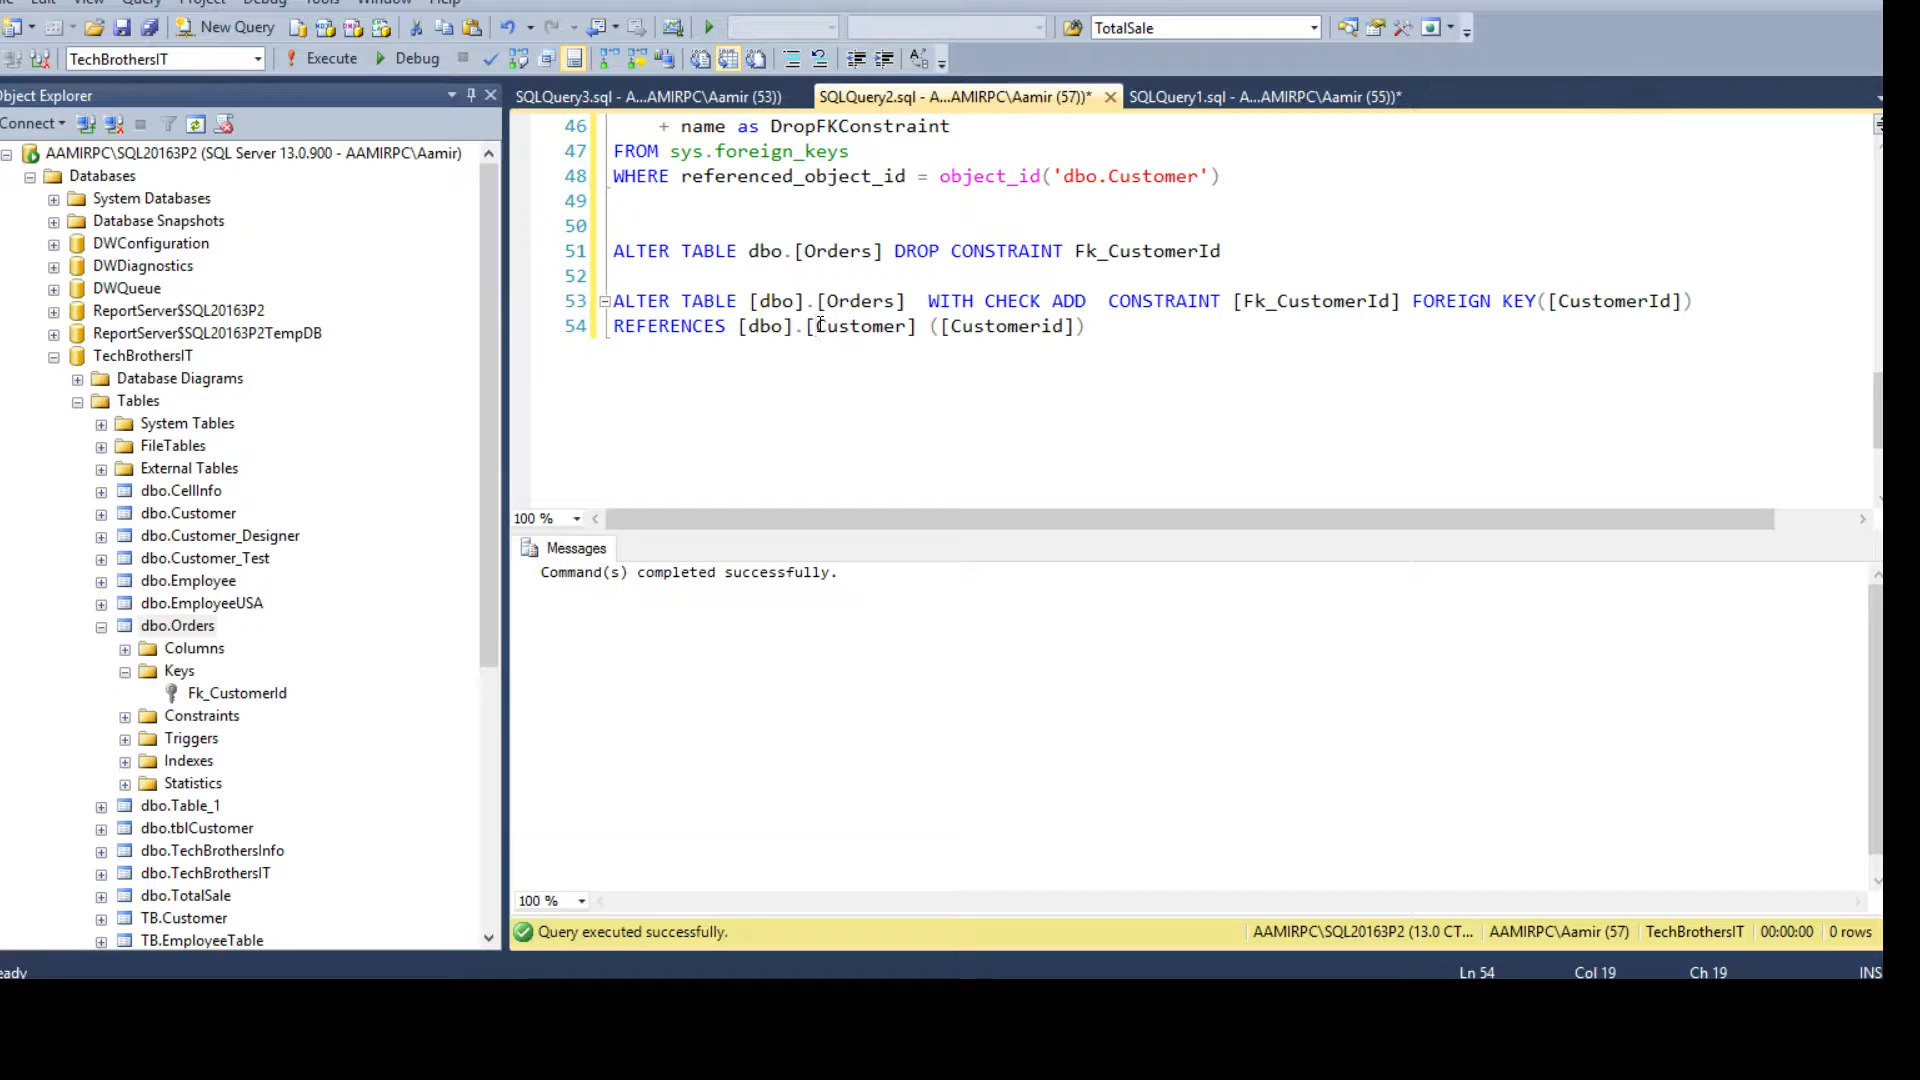 View Query Project Debug Tools Window Help
New Query TotalSale
TechBrothersIT Execute Debug
Object Explorer
Connect
AAMIRPC\SQL20163P2 (SQL Server 13.0.900 - AAMIRPC\Aamir)
Databases
System Databases
Database Snapshots
DWConfiguration
DWDiagnostics
DWQueue
ReportServer$SQL20163P2
ReportServer$SQL20163P2TempDB
TechBrothersIT
Database Diagrams
Tables
System Tables
FileTables
External Tables
dbo.CellInfo
dbo.Customer
dbo.Customer_Designer
dbo.Customer_Test
dbo.Employee
dbo.EmployeeUSA
dbo.Orders
Columns
Keys
Fk_CustomerId
Constraints
Triggers
Indexes
Statistics
dbo.Table_1
dbo.tblCustomer
dbo.TechBrothersInfo
dbo.TechBrothersIT
dbo.TotalSale
TB.Customer
TB.EmployeeTable
SQLQuery3.sql - A...AMIRPC\Aamir (53)) SQLQuery2.sql - A...AMIRPC\Aamir (57))* SQLQuery1.sql - A...AMIRPC\Aamir (55))*
46 + name as DropFKConstraint
47 FROM sys.foreign_keys
48 WHERE referenced_object_id = object_id('dbo.Customer')
49
50
51 ALTER TABLE dbo.[Orders] DROP CONSTRAINT Fk_CustomerId
52
53 ALTER TABLE [dbo].[Orders]  WITH CHECK ADD  CONSTRAINT [Fk_CustomerId] FOREIGN KEY([CustomerId])
54 REFERENCES [dbo].[Customer] ([Customerid])
100 %
Messages
Command(s) completed successfully.
100 %
Query executed successfully. AAMIRPC\SQL20163P2 (13.0 CT... AAMIRPC\Aamir (57) TechBrothersIT 00:00:00 0 rows
eady Ln 54 Col 19 Ch 19 INS